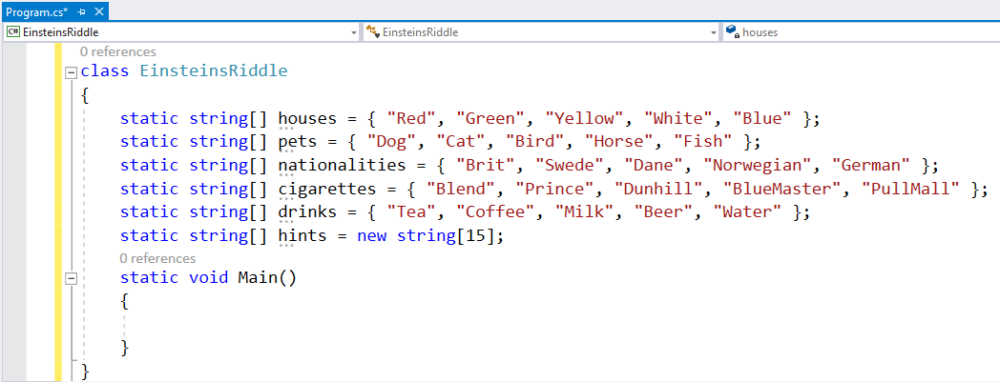 Program.cs*
C# EinsteinsRiddle EinsteinsRiddle houses
0 references
class EinsteinsRiddle
{
static string[] houses = { "Red", "Green", "Yellow", "White", "Blue" };
static string[] pets = { "Dog", "Cat", "Bird", "Horse", "Fish" };
static string[] nationalities = { "Brit", "Swede", "Dane", "Norwegian", "German" };
static string[] cigarettes = { "Blend", "Prince", "Dunhill", "BlueMaster", "PullMall" };
static string[] drinks = { "Tea", "Coffee", "Milk", "Beer", "Water" };
static string[] hints = new string[15];
0 references
static void Main()
{
}
}